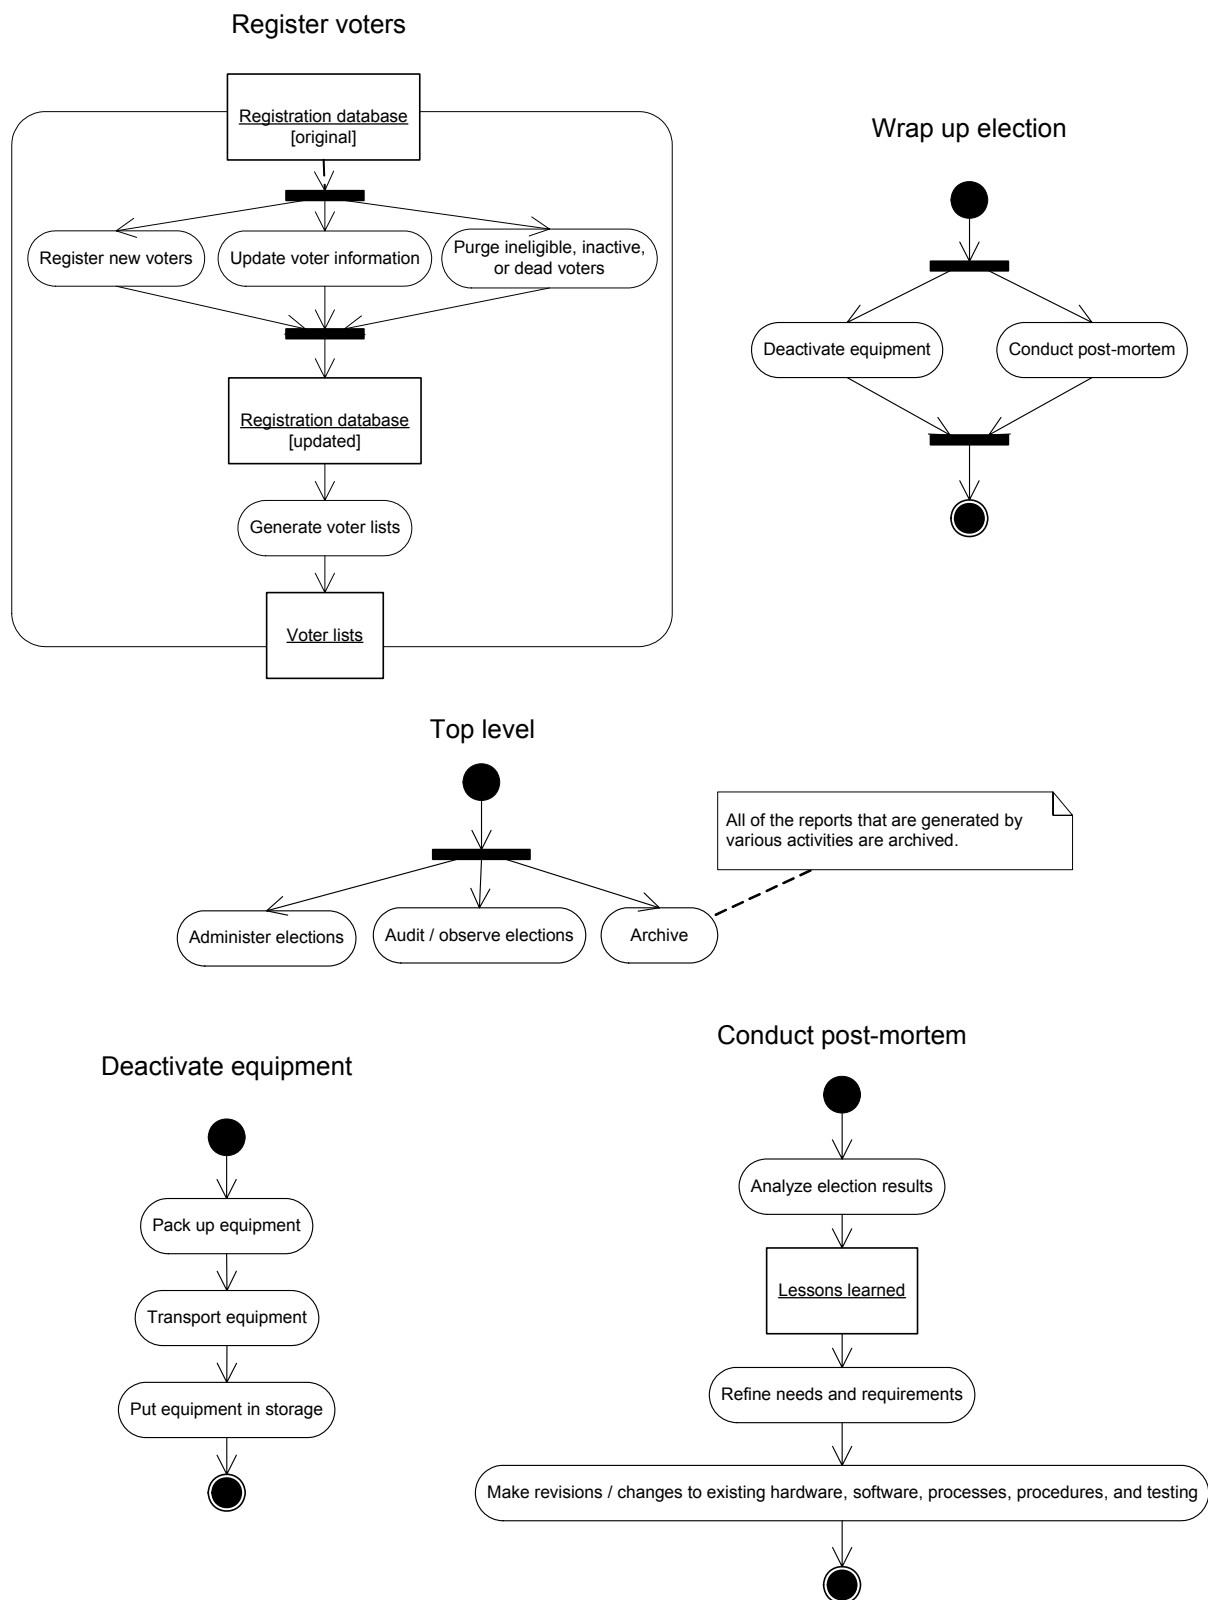 Register voters
Registration database
[original]
Register new voters
Update voter information
Purge ineligible, inactive,
or dead voters
Registration database
[updated]
Generate voter lists
Voter lists
Wrap up election
Deactivate equipment
Conduct post-mortem
Top level
All of the reports that are generated by
various activities are archived.
Administer elections
Audit / observe elections
Archive
Deactivate equipment
Pack up equipment
Transport equipment
Put equipment in storage
Conduct post-mortem
Analyze election results
Lessons learned
Refine needs and requirements
Make revisions / changes to existing hardware, software, processes, procedures, and testing